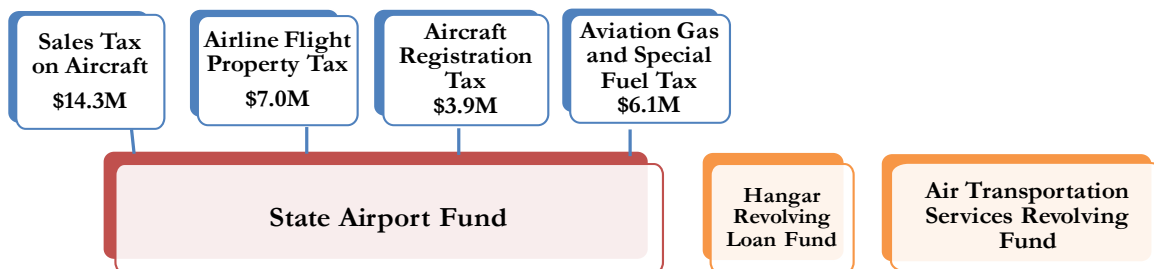 Sales Tax
on Aircraft
$14.3M
Airline Flight
Property Tax
$7.0M
Aircraft
Registration
Tax
$3.9M
Aviation Gas
and Special
Fuel Tax
$6.1M
State Airport Fund
Hangar
Revolving
Loan Fund
Air Transportation
Services Revolving
Fund